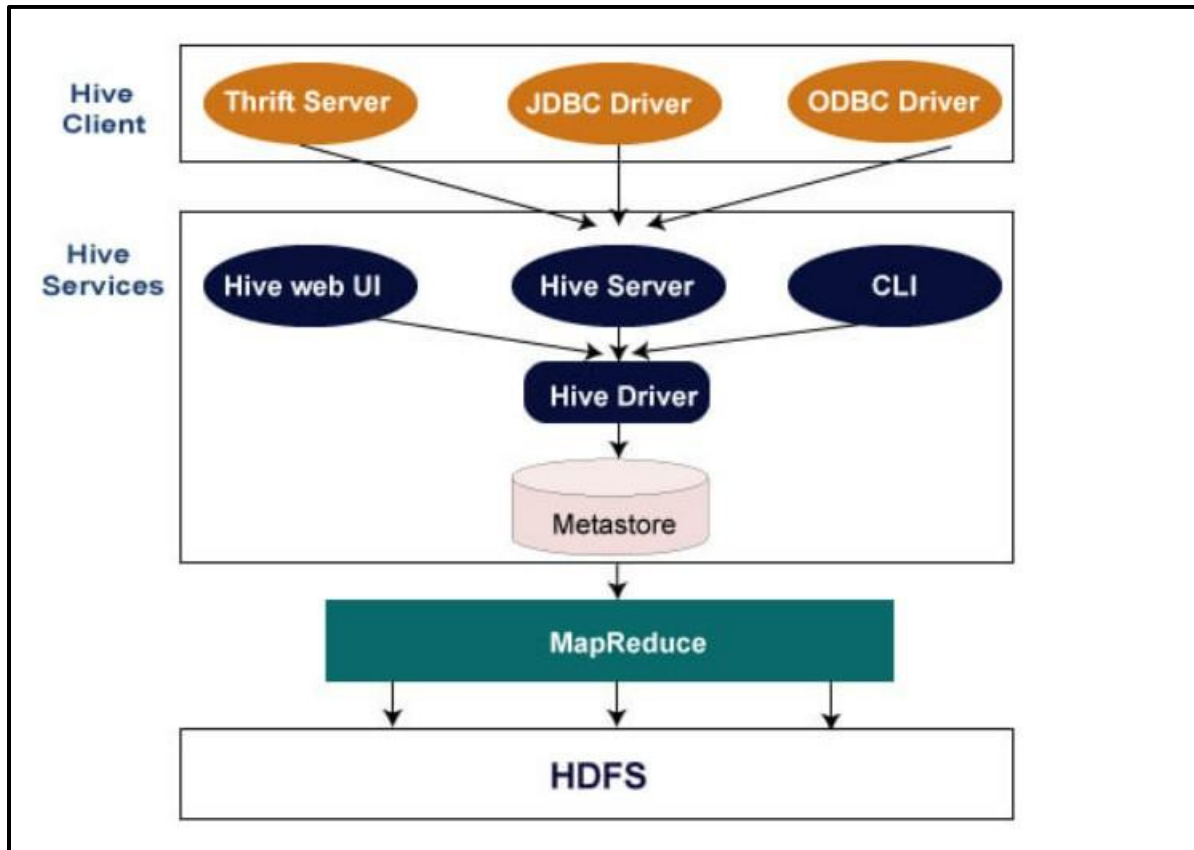 Hive
Client
Thrift Server
JDBC Driver
ODBC Driver
Hive
Services
Hive web UI
Hive Server
CLI
Hive Driver
Metastore
MapReduce
HDFS